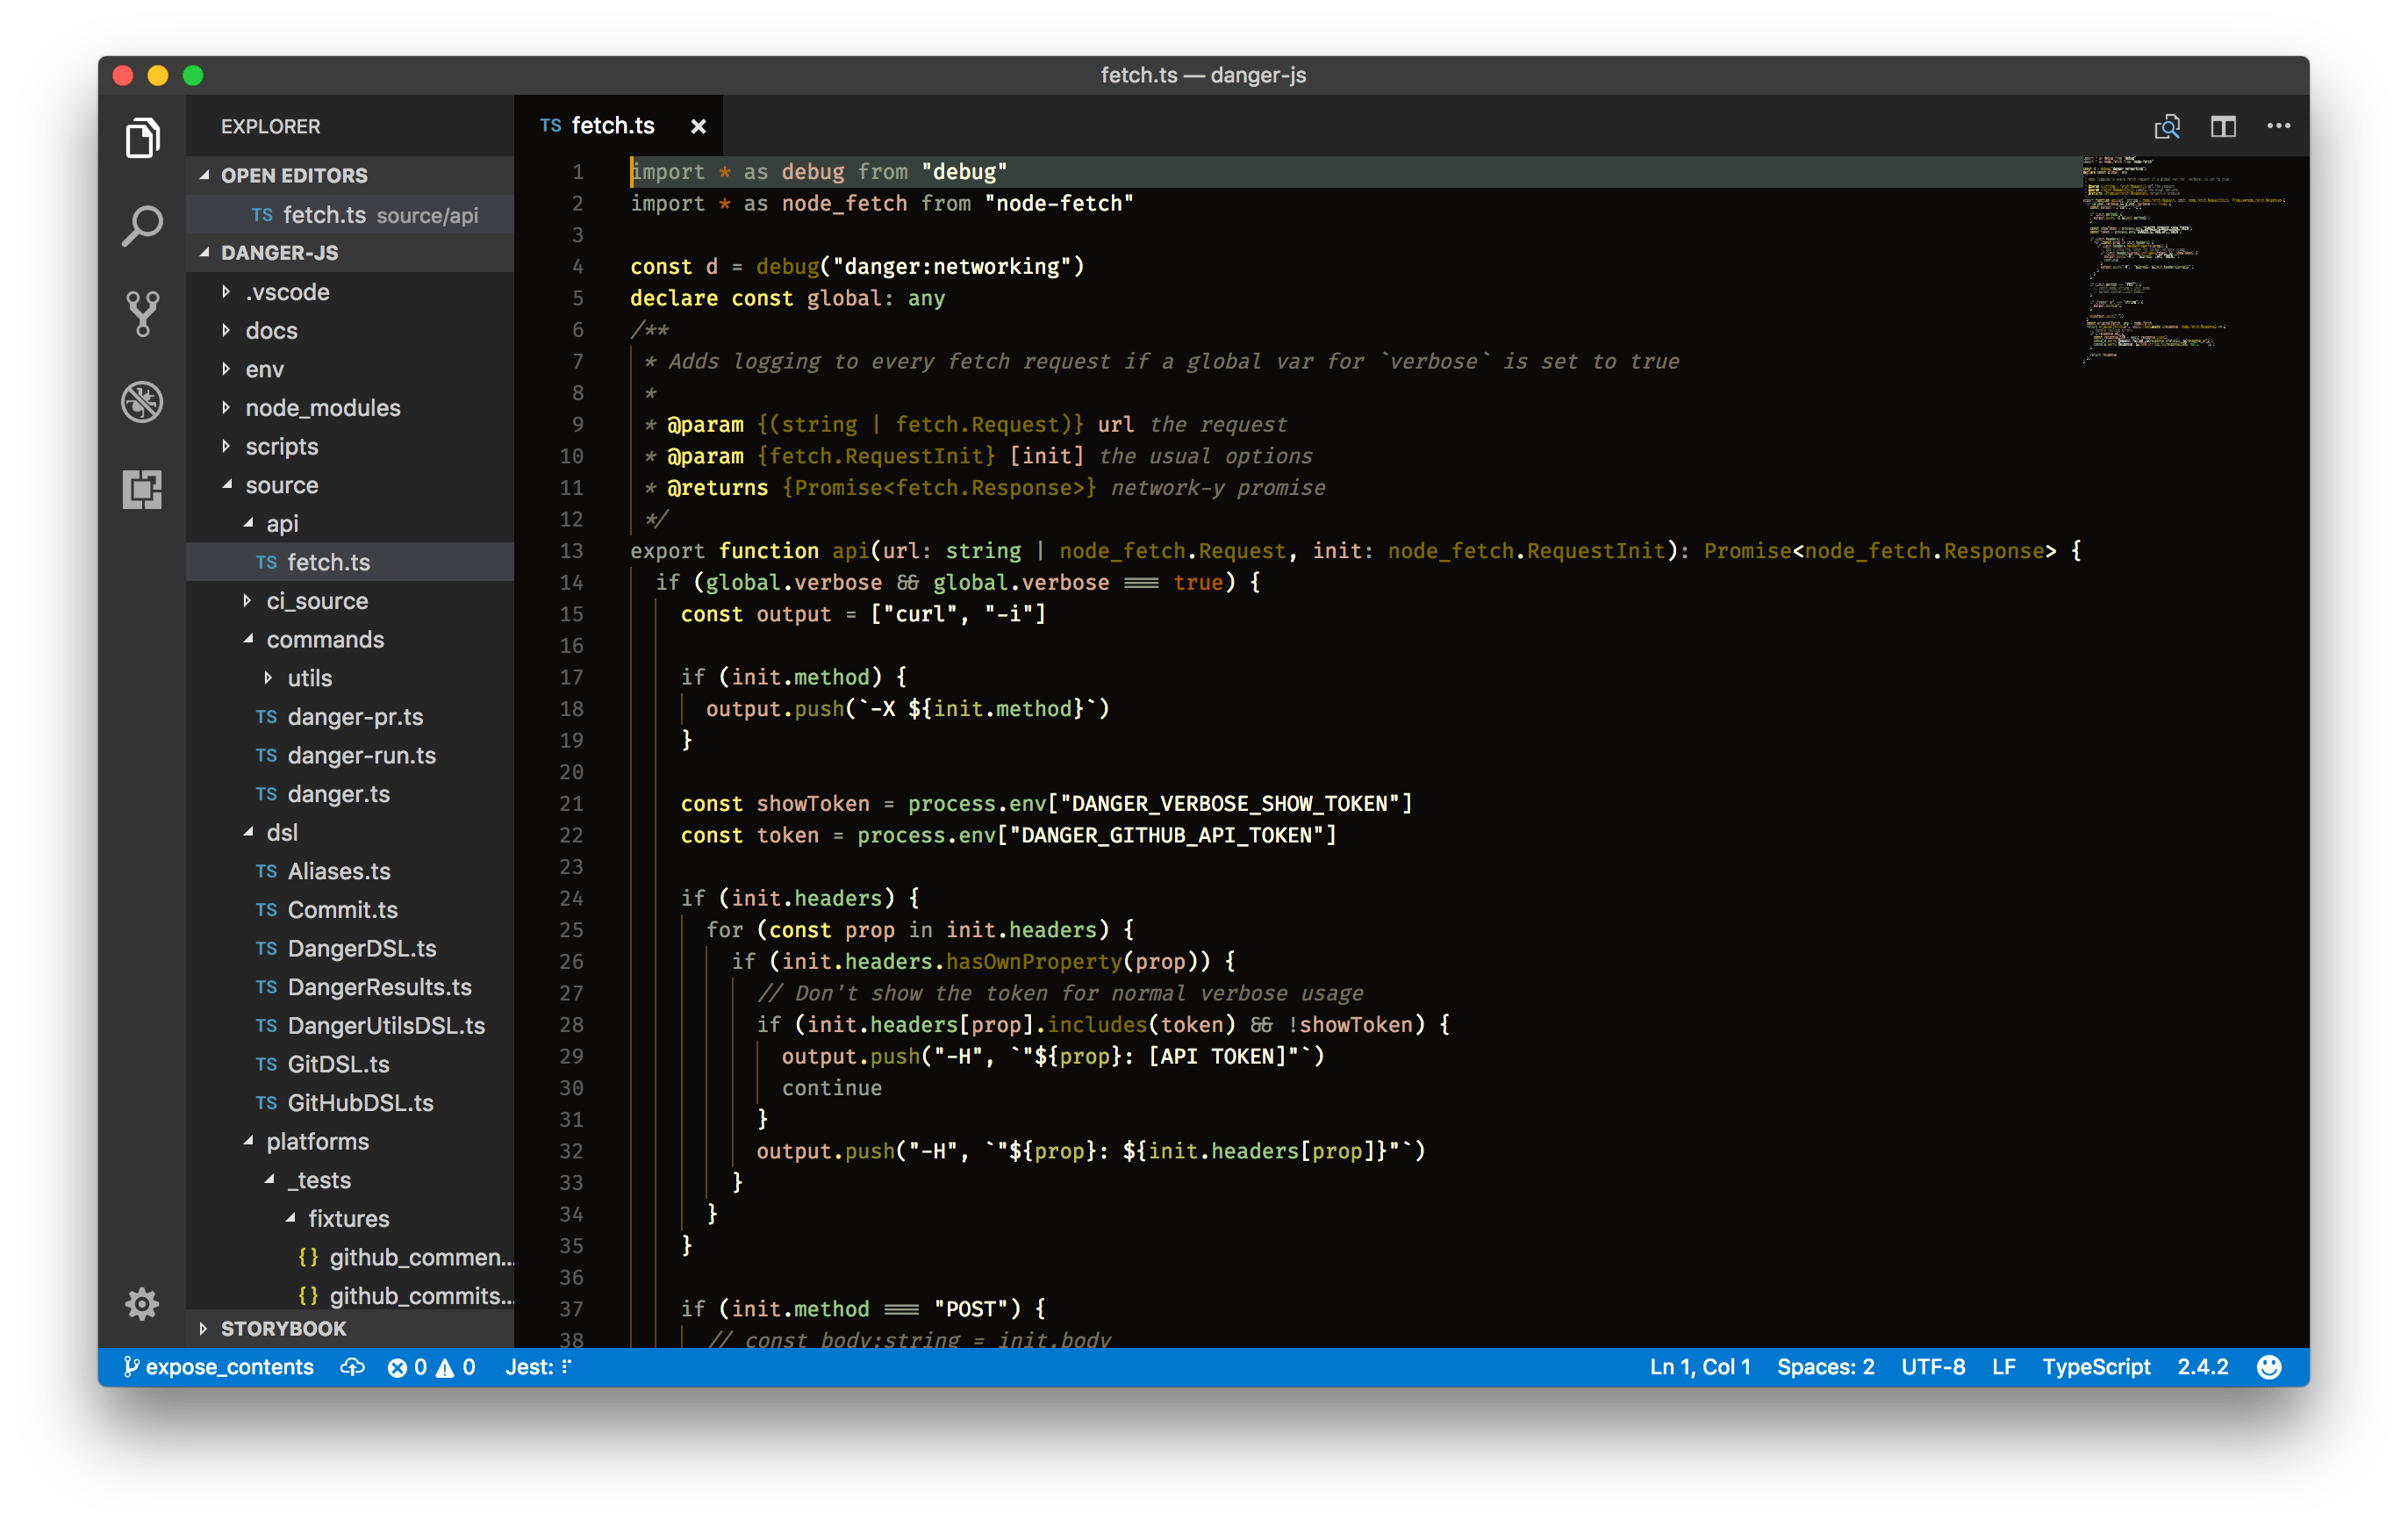 fetch.ts — danger-js
EXPLORER
OPEN EDITORS
TS fetch.ts source/api
DANGER-JS
.vscode
docs
env
node_modules
scripts
source
api
TS fetch.ts
ci_source
commands
utils
TS danger-pr.ts
TS danger-run.ts
TS danger.ts
dsl
TS Aliases.ts
TS Commit.ts
TS DangerDSL.ts
TS DangerResults.ts
TS DangerUtilsDSL.ts
TS GitDSL.ts
TS GitHubDSL.ts
platforms
_tests
fixtures
{} github_commen...
{} github_commits...
STORYBOOK
TS fetch.ts ×
1 import * as debug from "debug"
2 import * as node_fetch from "node-fetch"
3
4 const d = debug("danger:networking")
5 declare const global: any
6 /**
7 * Adds logging to every fetch request if a global var for `verbose` is set to true
8 *
9 * @param {(string | fetch.Request)} url the request
10 * @param {fetch.RequestInit} [init] the usual options
11 * @returns {Promise<fetch.Response>} network-y promise
12 */
13 export function api(url: string | node_fetch.Request, init: node_fetch.RequestInit): Promise<node_fetch.Response> {
14 if (global.verbose && global.verbose === true) {
15 const output = ["curl", "-i"]
16
17 if (init.method) {
18 output.push(`-X ${init.method}`)
19 }
20
21 const showToken = process.env["DANGER_VERBOSE_SHOW_TOKEN"]
22 const token = process.env["DANGER_GITHUB_API_TOKEN"]
23
24 if (init.headers) {
25 for (const prop in init.headers) {
26 if (init.headers.hasOwnProperty(prop)) {
27 // Don't show the token for normal verbose usage
28 if (init.headers[prop].includes(token) && !showToken) {
29 output.push("-H", `"${prop}: [API TOKEN]"`)
30 continue
31 }
32 output.push("-H", `"${prop}: ${init.headers[prop]}"`)
33 }
34 }
35 }
36
37 if (init.method === "POST") {
38 // const body:string = init.body
expose_contents 0 0 Jest: Ln 1, Col 1 Spaces: 2 UTF-8 LF TypeScript 2.4.2